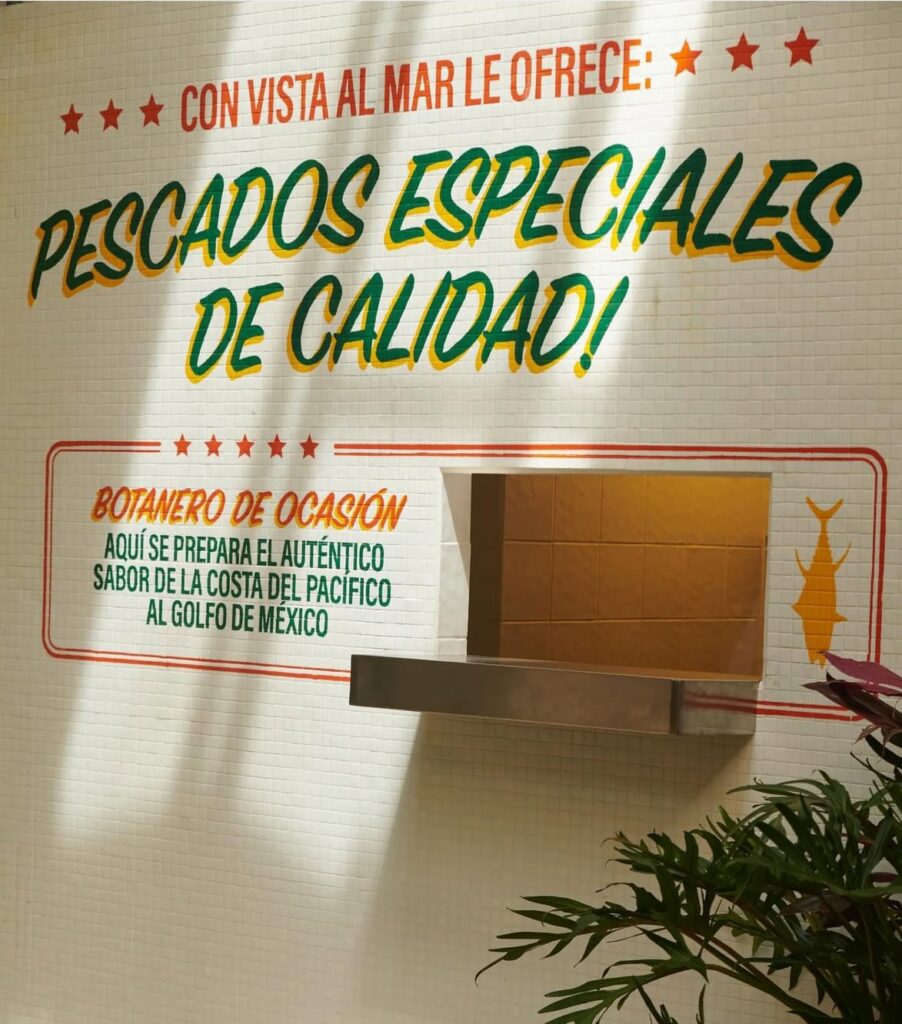 CON VISTA AL MAR LE OFRECE:
PESCADOS ESPECIALES
DE CALIDAD!
BOTANERO DE OCASIÓN
AQUÍ SE PREPARA EL AUTÉNTICO
SABOR DE LA COSTA DEL PACÍFICO
AL GOLFO DE MÉXICO